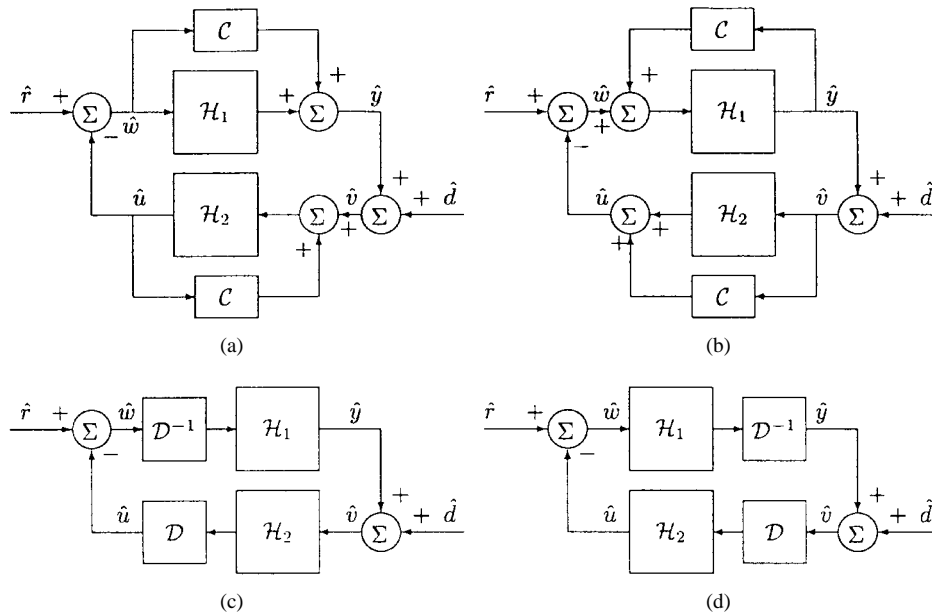 𝒞
+
r̂ + Σ ŵ ℋ₁ + Σ ŷ
−
+
û ℋ₂ Σ v̂ + Σ + d̂
+
𝒞
(a)
𝒞
+
r̂ + Σ ŵ + Σ ℋ₁ ŷ
−
+
û Σ + ℋ₂ v̂ Σ + d̂
+
𝒞
(b)
r̂ + Σ ŵ 𝒟⁻¹ ℋ₁ ŷ
−
+
û 𝒟 ℋ₂ v̂ Σ + d̂
(c)
r̂ + Σ ŵ ℋ₁ 𝒟⁻¹ ŷ
−
+
û ℋ₂ 𝒟 v̂ Σ + d̂
(d)